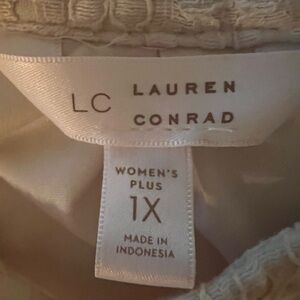 LC LAUREN
CONRAD
WOMEN'S
PLUS
1X
MADE IN
INDONESIA